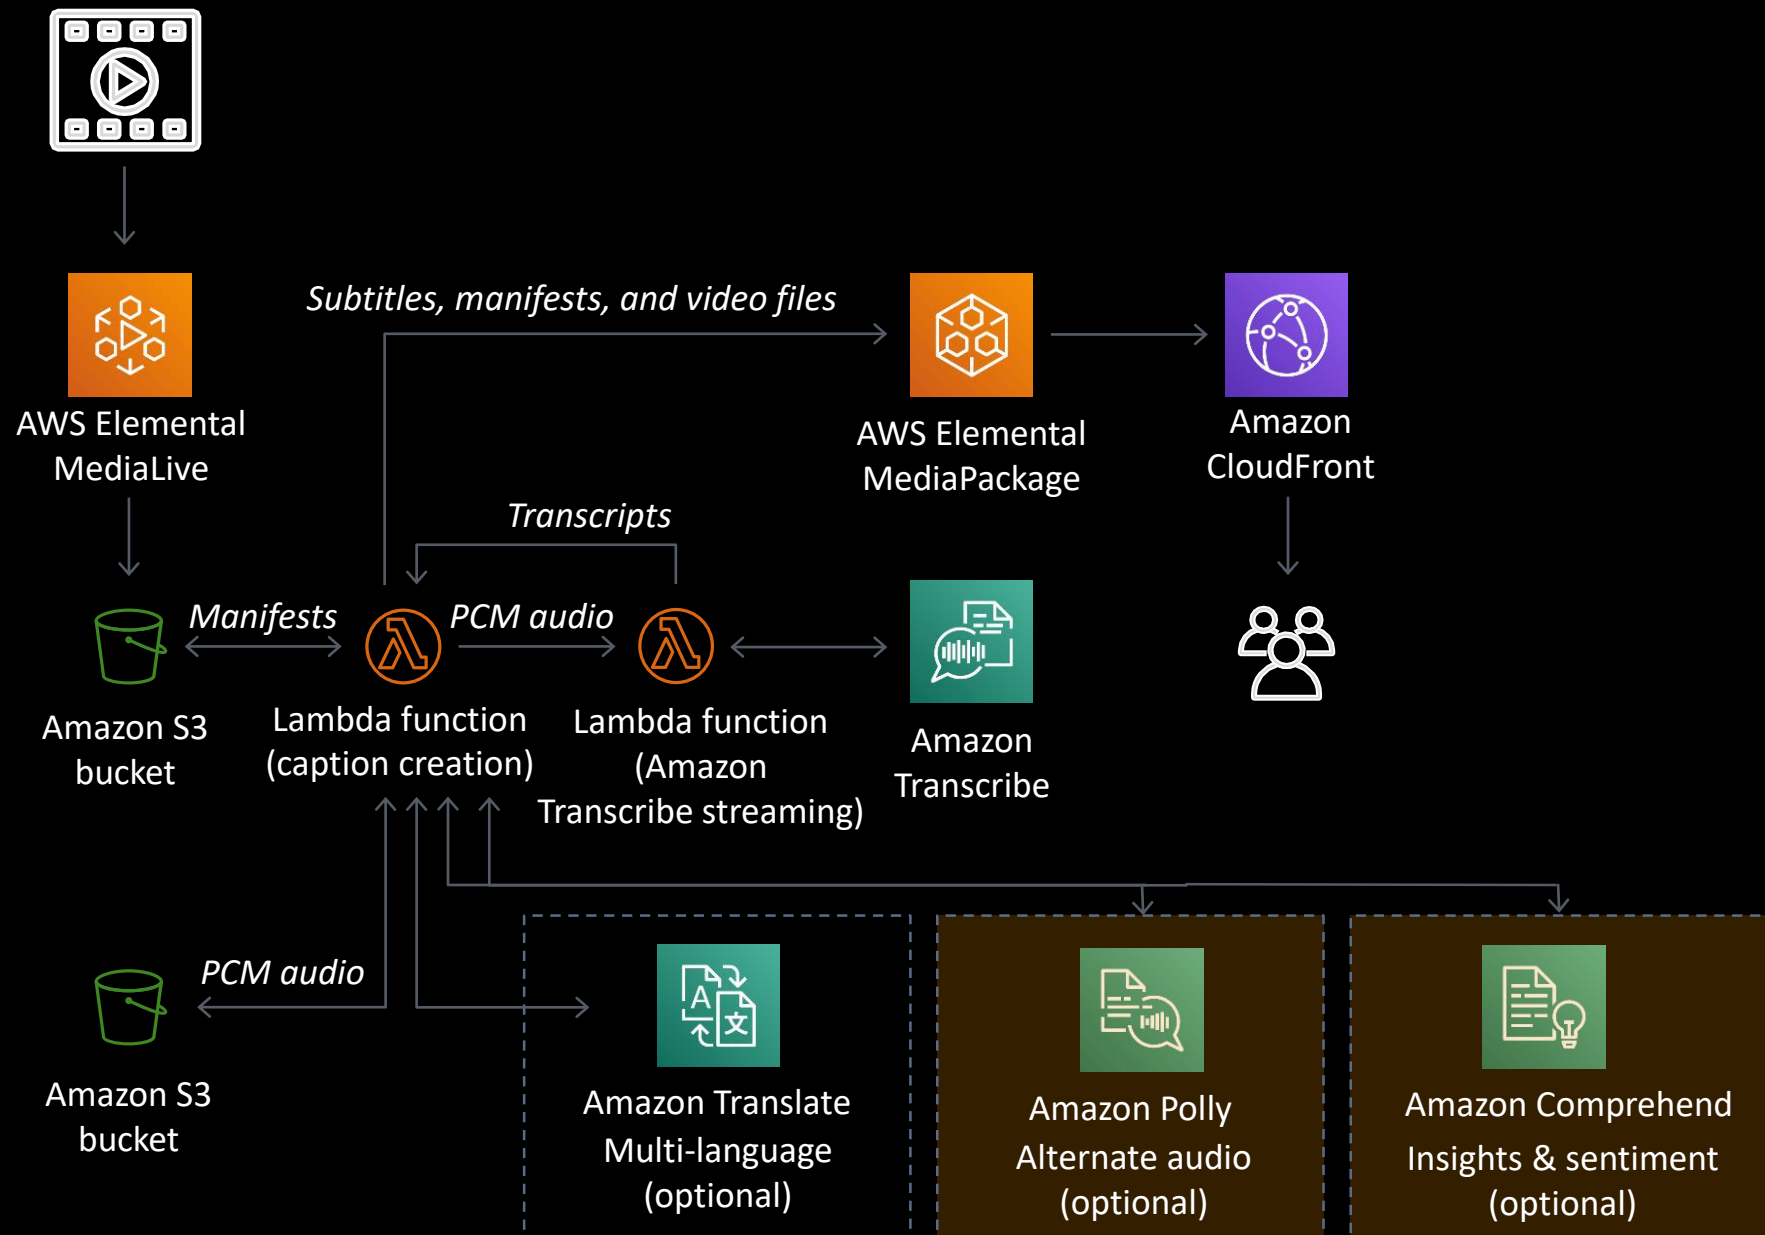 Subtitles, manifests, and video files
AWS Elemental
MediaLive
AWS Elemental
MediaPackage
Amazon
CloudFront
Transcripts
Manifests
PCM audio
Amazon S3
bucket
Lambda function
(caption creation)
Lambda function
(Amazon
Transcribe streaming)
Amazon
Transcribe
PCM audio
Amazon S3
bucket
A
文
Amazon Translate
Multi-language
(optional)
Amazon Polly
Alternate audio
(optional)
Amazon Comprehend
Insights & sentiment
(optional)